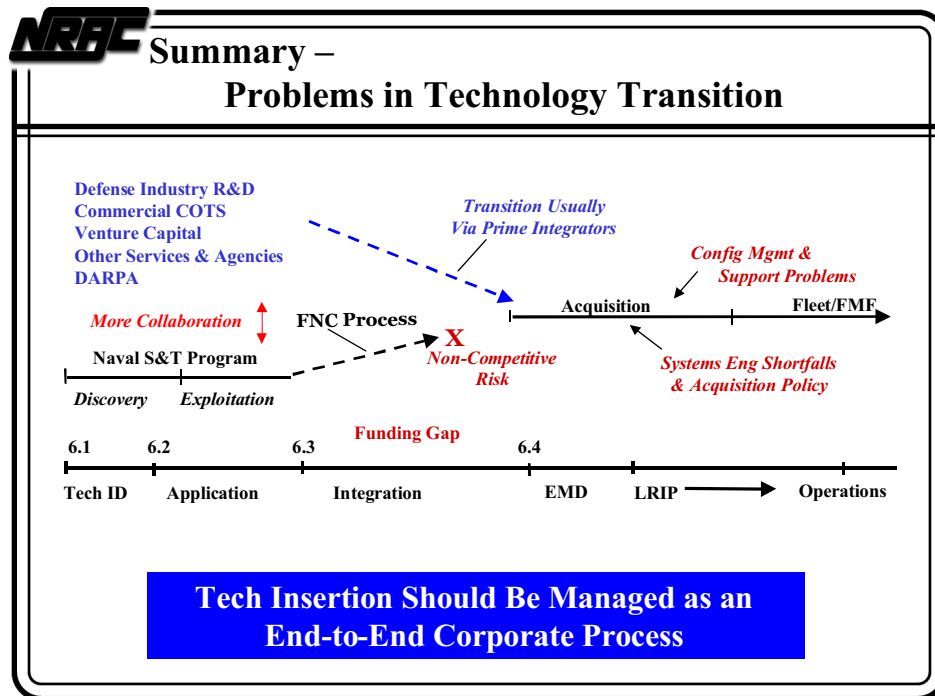 NRAC
Summary –
Problems in Technology Transition
Defense Industry R&D
Commercial COTS
Venture Capital
Other Services & Agencies
DARPA
Transition Usually
Via Prime Integrators
Config Mgmt &
Support Problems
Acquisition
Fleet/FMF
More Collaboration
FNC Process
X
Non-Competitive
Risk
Naval S&T Program
Systems Eng Shortfalls
& Acquisition Policy
Discovery
Exploitation
Funding Gap
6.1
6.2
6.3
6.4
Tech ID
Application
Integration
EMD
LRIP
Operations
Tech Insertion Should Be Managed as an
End-to-End Corporate Process